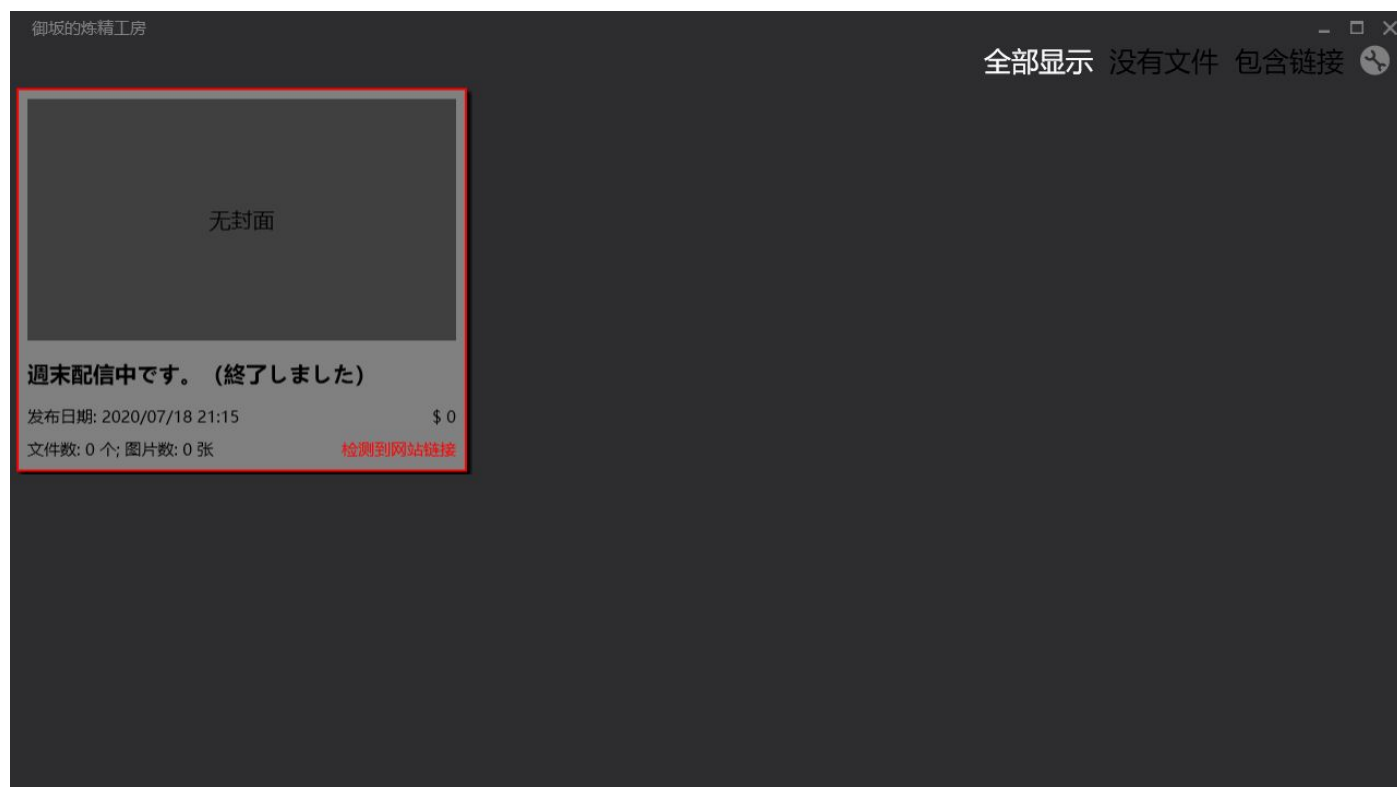 御坂的炼精工房
全部显示 没有文件 包含链接
无封面
週末配信中です。（終了しました）
发布日期: 2020/07/18 21:15 $ 0
文件数: 0 个; 图片数: 0 张 检测到网站链接